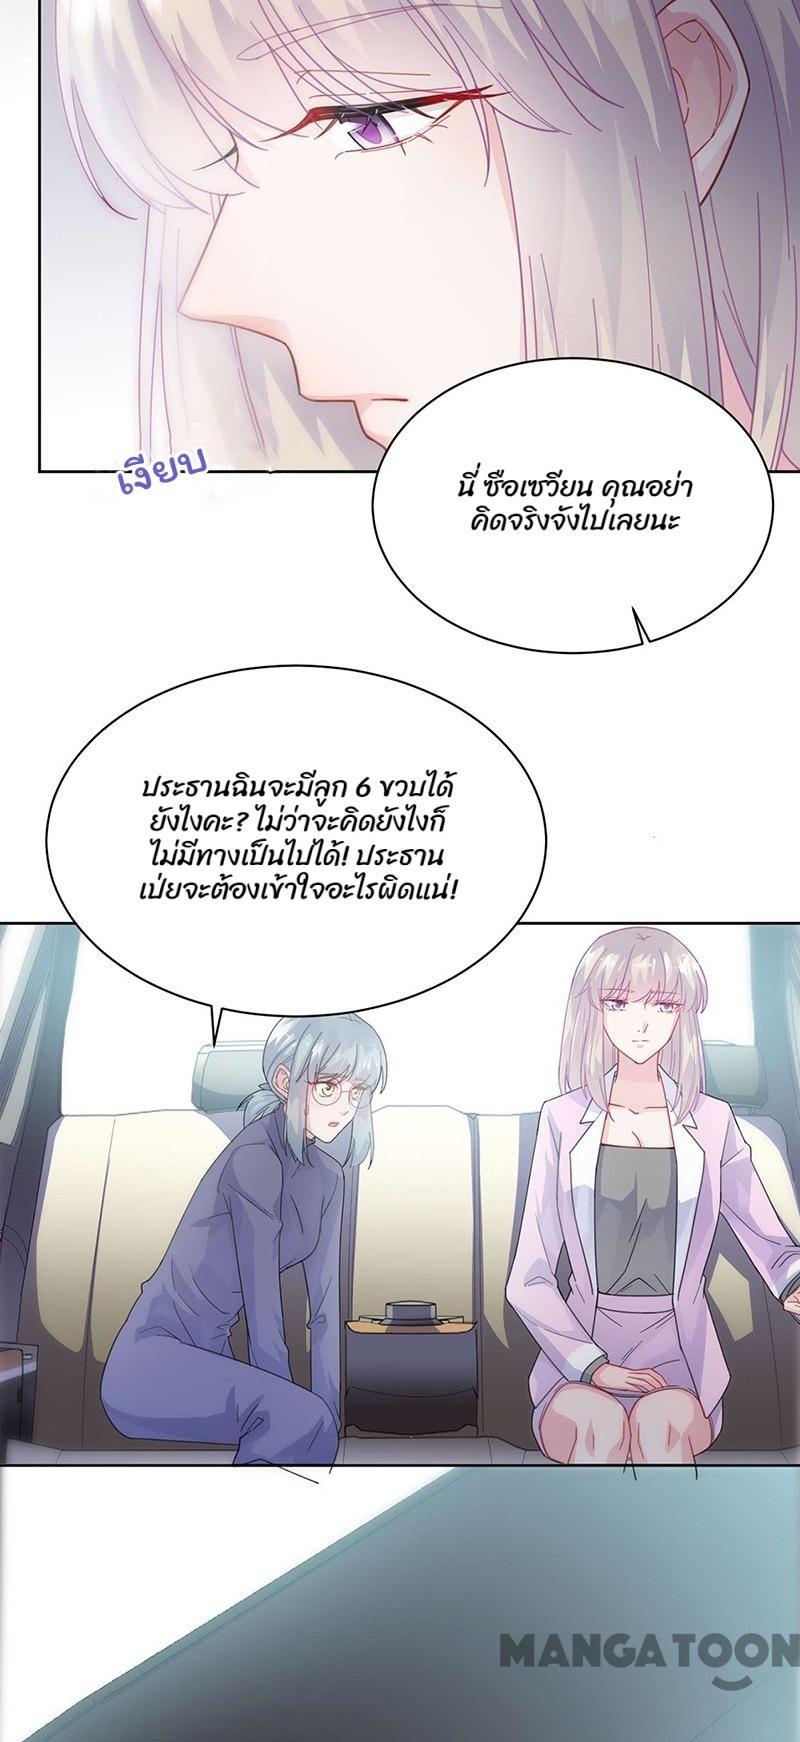 เงียบ
นี่ ซือเซวียน คุณอย่า
คิดจริงจังไปเลยนะ
ประธานฉินจะมีลูก 6 ขวบได้
ยังไงคะ? ไม่ว่าจะคิดยังไงก็
ไม่มีทางเป็นไปได้! ประธาน
เป่ยจะต้องเข้าใจอะไรผิดแน่!
MANGATOON